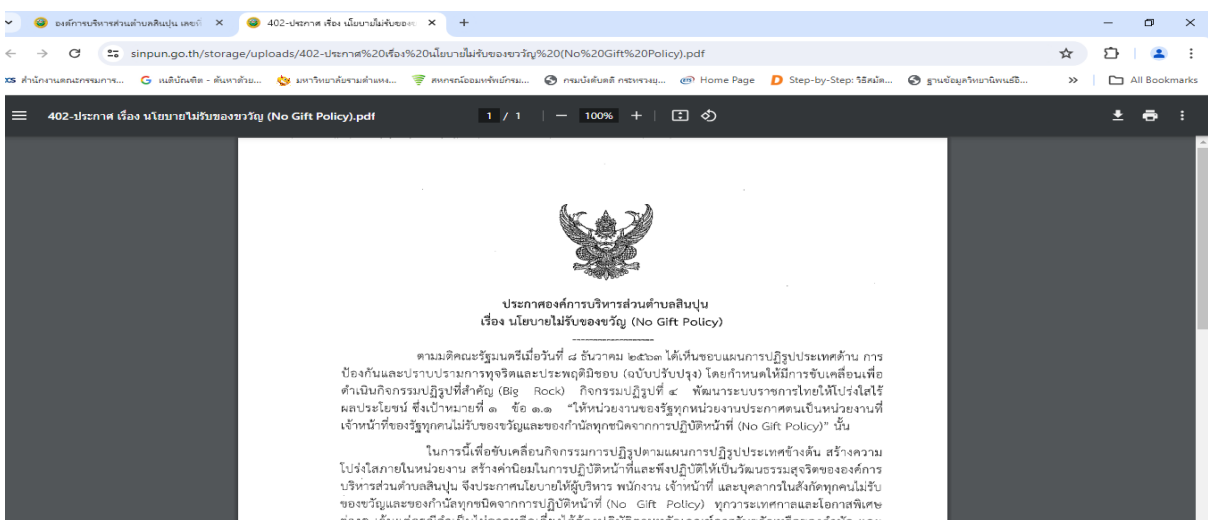 องค์การบริหารส่วนตำบลสินปุน เลขที่
402-ประกาศ เรื่อง นโยบายไม่รับของข
sinpun.go.th/storage/uploads/402-ประกาศ%20เรื่อง%20นโยบายไม่รับของขวาญ%20(No%20Gift%20Policy).pdf
สำนักงานคณะกรรมการ...
เนติบัณฑิต - ค้นหาด้วย...
มหาวิทยาลัยรามคำแหง...
สหกรณ์ออมทรัพย์กรม...
กรมบังคับคดี กระทรวงยุ...
Home Page
Step-by-Step: วิธีสมัค...
ฐานข้อมูลวิทยานิพนธ์อิ...
All Bookmarks
402-ประกาศ เรื่อง นโยบายไม่รับของขวาญ (No Gift Policy).pdf
1 / 1
100%
ประกาศองค์การบริหารส่วนตำบลสินปุน
เรื่อง นโยบายไม่รับของขวัญ (No Gift Policy)
ตามมติคณะรัฐมนตรีเมื่อวันที่ ๘ ธันวาคม ๒๕๖๓ ได้เห็นชอบแผนการปฏิรูปประเทศด้าน การ
ป้องกันและปราบปรามการทุจริตและประพฤติมิชอบ (ฉบับปรับปรุง) โดยกำหนดให้มีการขับเคลื่อนเพื่อ
ดำเนินกิจกรรมปฏิรูปที่สำคัญ (Big Rock) กิจกรรมปฏิรูปที่ ๔ พัฒนาระบบราชการไทยให้โปร่งใสไร้
ผลประโยชน์ ซึ่งเป้าหมายที่ ๑ ข้อ ๑.๑ "ให้หน่วยงานของรัฐทุกหน่วยงานประกาศตนเป็นหน่วยงานที่
เจ้าหน้าที่ของรัฐทุกคนไม่รับของขวัญและของกำนัลทุกชนิดจากการปฏิบัติหน้าที่ (No Gift Policy)" นั้น
ในการนี้เพื่อขับเคลื่อนกิจกรรมการปฏิรูปตามแผนการปฏิรูปประเทศข้างต้น สร้างความ
โปร่งใสภายในหน่วยงาน สร้างค่านิยมในการปฏิบัติหน้าที่และพึงปฏิบัติให้เป็นวัฒนธรรมสุจริตขององค์การ
บริหารส่วนตำบลสินปุน จึงประกาศนโยบายให้ผู้บริหาร พนักงาน เจ้าหน้าที่ และบุคลากรในสังกัดทุกคนไม่รับ
ของขวัญและของกำนัลทุกชนิดจากการปฏิบัติหน้าที่ (No Gift Policy) ทุกวาระเทศกาลและโอกาสพิเศษ